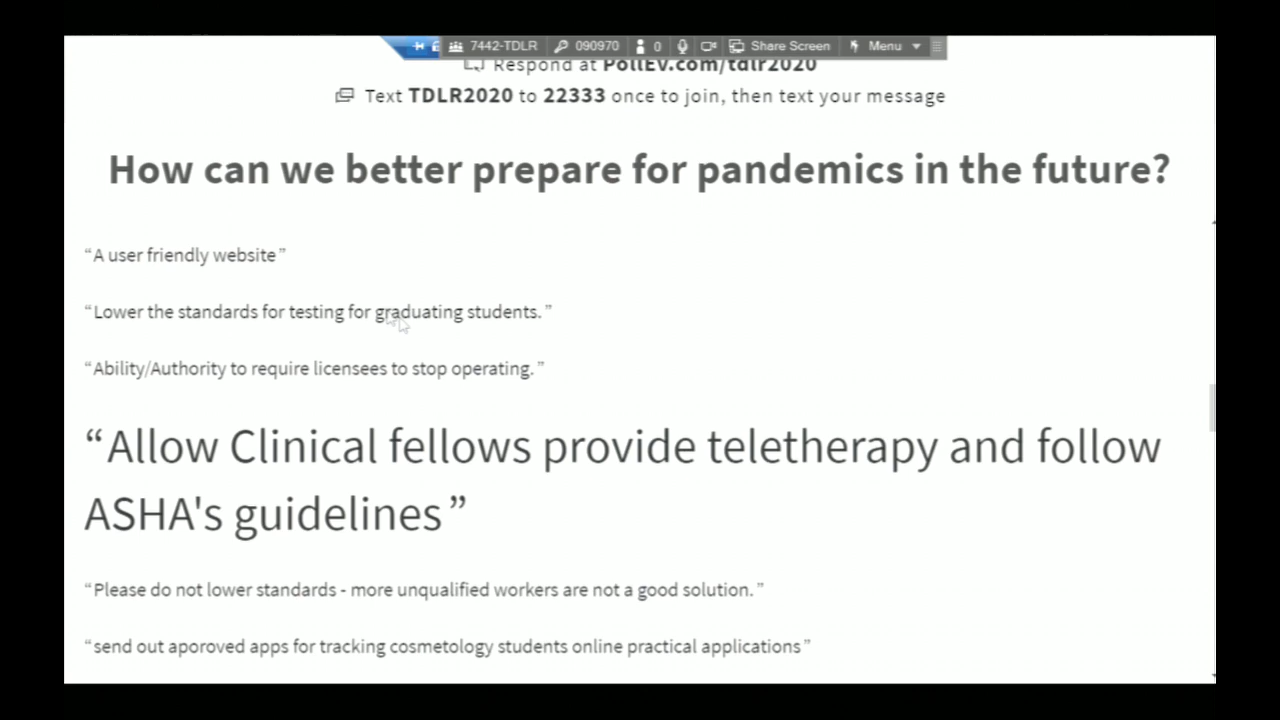 7442-TDLR 090970 0 Share Screen Menu
Respond at PollEv.com/tdlr2020
Text TDLR2020 to 22333 once to join, then text your message
How can we better prepare for pandemics in the future?
“A user friendly website”
“Lower the standards for testing for graduating students.”
“Ability/Authority to require licensees to stop operating.”
“Allow Clinical fellows provide teletherapy and follow
ASHA's guidelines”
“Please do not lower standards - more unqualified workers are not a good solution.”
“send out aporoved apps for tracking cosmetology students online practical applications”